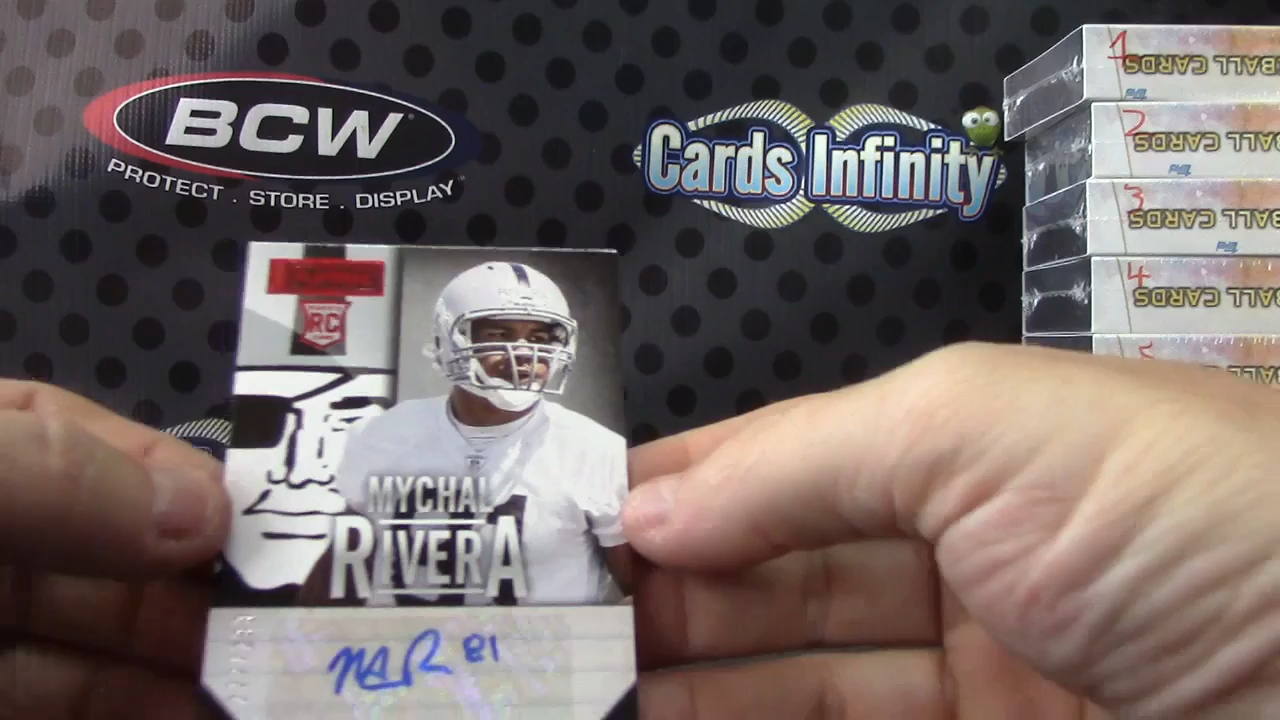 BCW
PROTECT . STORE . DISPLAY
Cards Infinity
1
BALL CARDS
2
BALL CARDS
3
BALL CARDS
4
BALL CARDS
5
RC
MYCHAL
RIVERA
81